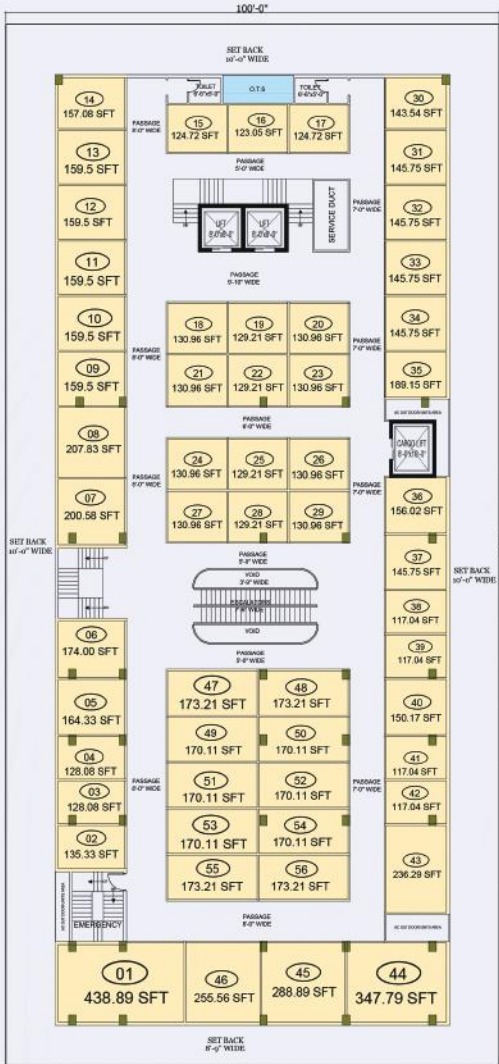 100'-0"
SET BACK
10'-0" WIDE
14
157.08 SFT
13
159.5 SFT
12
159.5 SFT
11
159.5 SFT
10
159.5 SFT
09
159.5 SFT
08
207.83 SFT
07
200.58 SFT
SET BACK
10'-0" WIDE
06
174.00 SFT
05
164.33 SFT
04
128.08 SFT
03
128.08 SFT
02
135.33 SFT
EMERGENCY
PASSAGE
8'-0" WIDE
TOILET
O.T.S
TOILET
15
124.72 SFT
16
123.05 SFT
17
124.72 SFT
PASSAGE
5'-0" WIDE
LIFT
LIFT
SERVICE DUCT
PASSAGE
9'-10" WIDE
PASSAGE
7'-0" WIDE
18
130.96 SFT
19
129.21 SFT
20
130.96 SFT
PASSAGE
8'-0" WIDE
PASSAGE
7'-0" WIDE
21
130.96 SFT
22
129.21 SFT
23
130.96 SFT
PASSAGE
6'-0" WIDE
24
130.96 SFT
25
129.21 SFT
26
130.96 SFT
PASSAGE
8'-0" WIDE
PASSAGE
7'-0" WIDE
27
130.96 SFT
28
129.21 SFT
29
130.96 SFT
PASSAGE
WIDE
VOID
3'-9" WIDE
ESCALATORS
WIDE
VOID
PASSAGE
WIDE
47
173.21 SFT
48
173.21 SFT
49
170.11 SFT
50
170.11 SFT
51
170.11 SFT
52
170.11 SFT
PASSAGE
8'-0" WIDE
PASSAGE
7'-0" WIDE
53
170.11 SFT
54
170.11 SFT
55
173.21 SFT
56
173.21 SFT
PASSAGE
8'-0" WIDE
30
143.54 SFT
31
145.75 SFT
32
145.75 SFT
33
145.75 SFT
34
145.75 SFT
35
189.15 SFT
CARGO LIFT
36
156.02 SFT
37
145.75 SFT
SET BACK
10'-0" WIDE
38
117.04 SFT
39
117.04 SFT
40
150.17 SFT
41
117.04 SFT
42
117.04 SFT
43
236.29 SFT
01
438.89 SFT
46
255.56 SFT
45
288.89 SFT
44
347.79 SFT
SET BACK
8'-9" WIDE